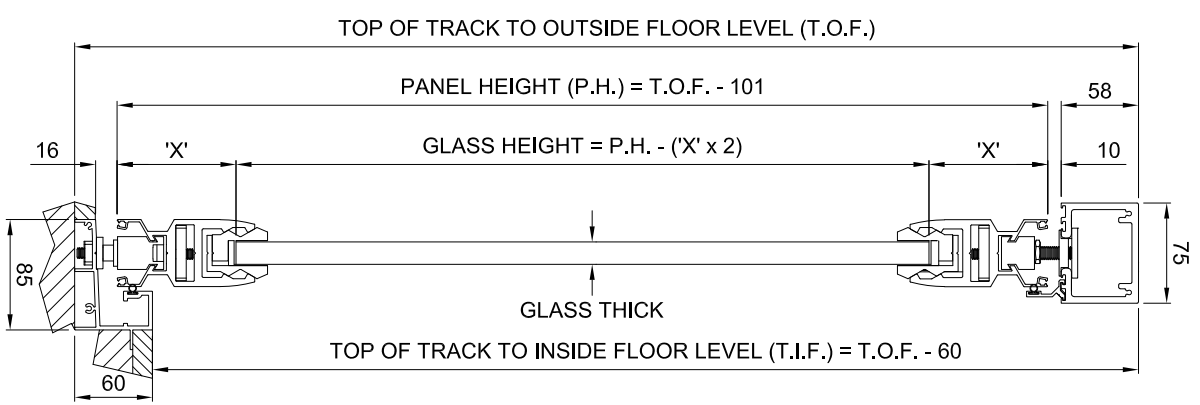 TOP OF TRACK TO OUTSIDE FLOOR LEVEL (T.O.F.)
PANEL HEIGHT (P.H.) = T.O.F. - 101
58
16
'X'
GLASS HEIGHT = P.H. - ('X' x 2)
'X'
10
85
75
GLASS THICK
TOP OF TRACK TO INSIDE FLOOR LEVEL (T.I.F.) = T.O.F. - 60
60